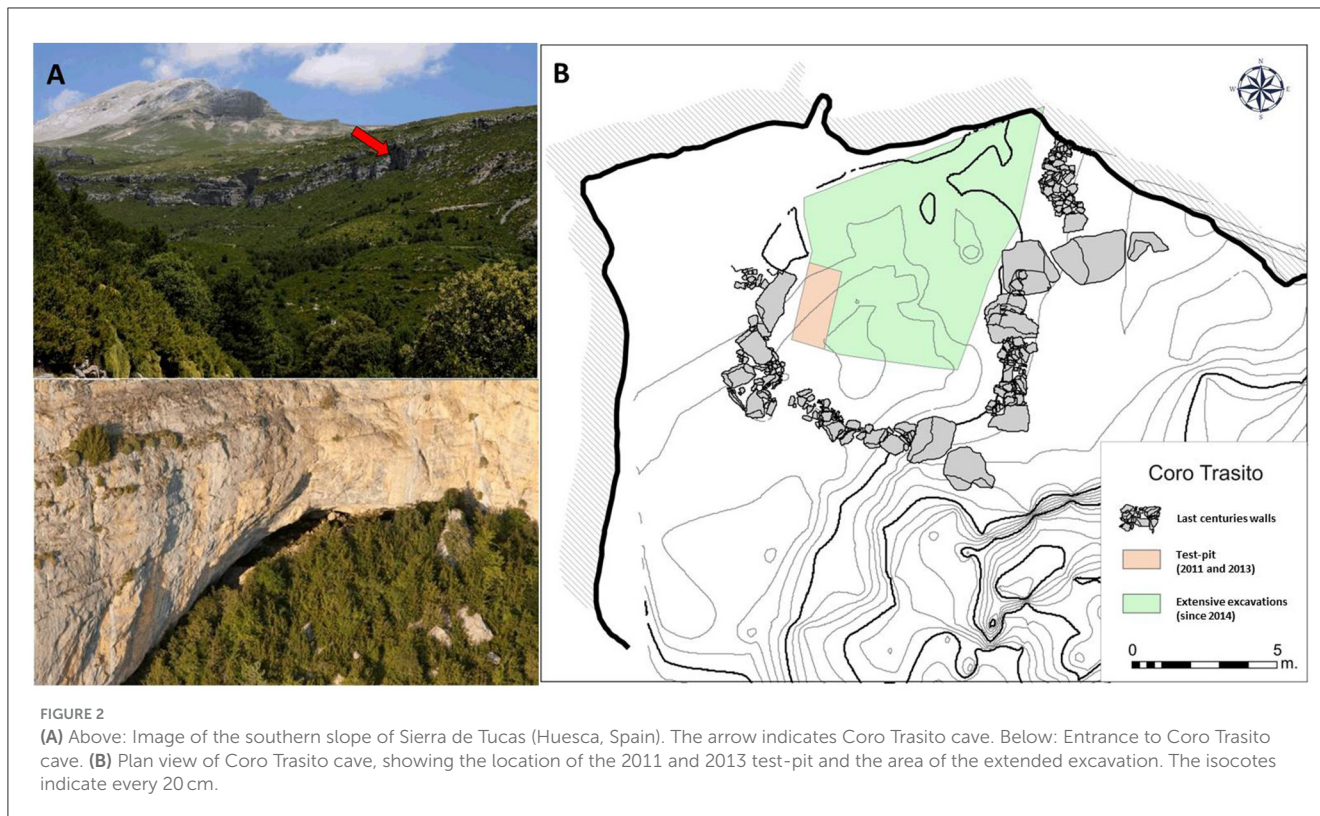 A
B
N
W
E
S
Coro Trasito
Last centuries walls
Test-pit
(2011 and 2013)
Extensive excavations
(since 2014)
0
5
m.
FIGURE 2
(A) Above: Image of the southern slope of Sierra de Tucas (Huesca, Spain). The arrow indicates Coro Trasito cave. Below: Entrance to Coro Trasito
cave. (B) Plan view of Coro Trasito cave, showing the location of the 2011 and 2013 test-pit and the area of the extended excavation. The isocotes
indicate every 20 cm.